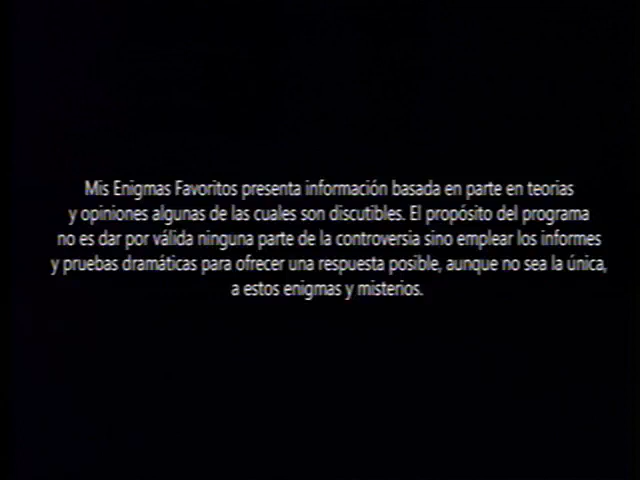 Mis Enigmas Favoritos presenta información basada en parte en teorias
y opiniones algunas de las cuales son discutibles. El propósito del programa
no es dar por válida ninguna parte de la controversia sino emplear los informes
y pruebas dramáticas para ofrecer una respuesta posible, aunque no sea la única,
a estos enigmas y misterios.